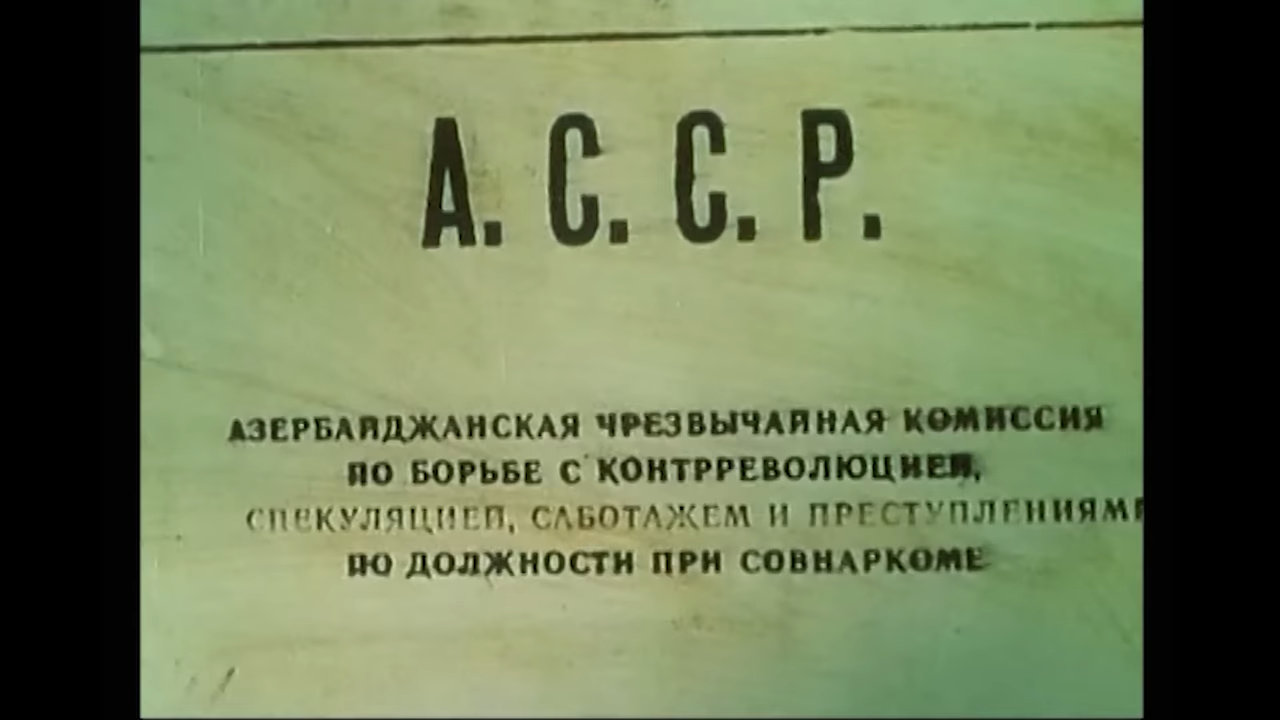 А. С. С. Р.
АЗЕРБАЙДЖАНСКАЯ ЧРЕЗВЫЧАЙНАЯ КОМИССИЯ
ПО БОРЬБЕ С КОНТРРЕВОЛЮЦИЕЙ,
СПЕКУЛЯЦИЕЙ, САБОТАЖЕМ И ПРЕСТУПЛЕНИЯМИ
ПО ДОЛЖНОСТИ ПРИ СОВНАРКОМЕ